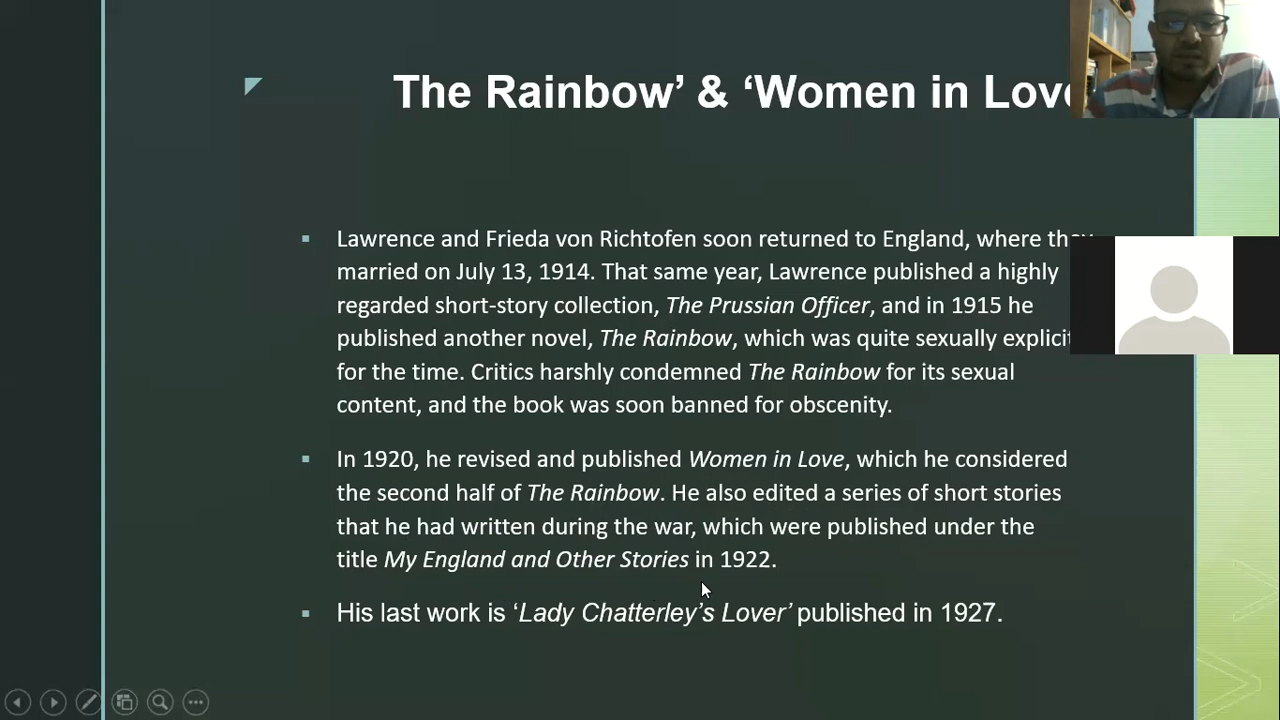 The Rainbow’ & ‘Women in Love
Lawrence and Frieda von Richtofen soon returned to England, where they
married on July 13, 1914. That same year, Lawrence published a highly
regarded short-story collection, The Prussian Officer, and in 1915 he
published another novel, The Rainbow, which was quite sexually explicit
for the time. Critics harshly condemned The Rainbow for its sexual
content, and the book was soon banned for obscenity.
In 1920, he revised and published Women in Love, which he considered
the second half of The Rainbow. He also edited a series of short stories
that he had written during the war, which were published under the
title My England and Other Stories in 1922.
His last work is ‘Lady Chatterley’s Lover’ published in 1927.